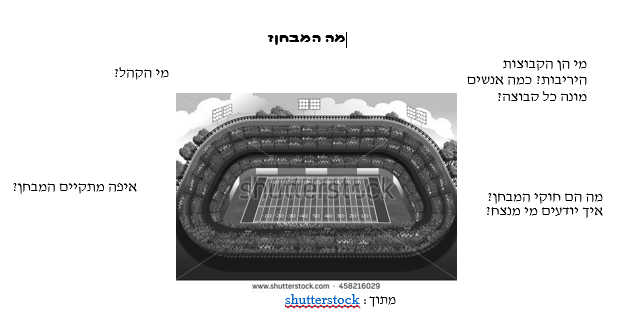 מה המבחן?
מי הן הקבוצות
היריבות? כמה אנשים
מונה כל קבוצה?
מי הקהל?
איפה מתקיים המבחן?
מה הם חוקי המבחן?
איך יודעים מי מנצח?
shutterstock
www.shutterstock.com · 458216029
מתוך: shutterstock